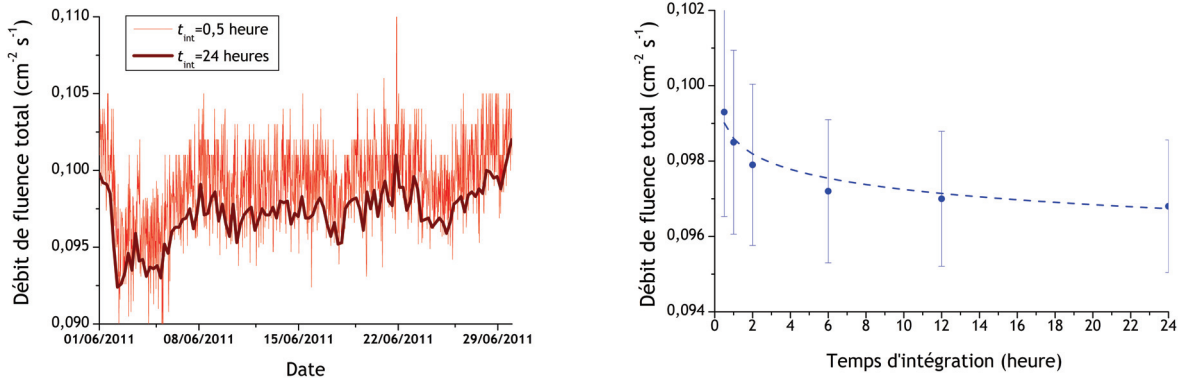 Débit de fluence total (cm⁻² s⁻¹)
0,110
0,105
0,100
0,095
0,090
t_int=0,5 heure
t_int=24 heures
01/06/2011 08/06/2011 15/06/2011 22/06/2011 29/06/2011
Date
Débit de fluence total (cm⁻² s⁻¹)
0,102
0,100
0,098
0,096
0,094
0 2 4 6 8 10 12 14 16 18 20 22 24
Temps d'intégration (heure)